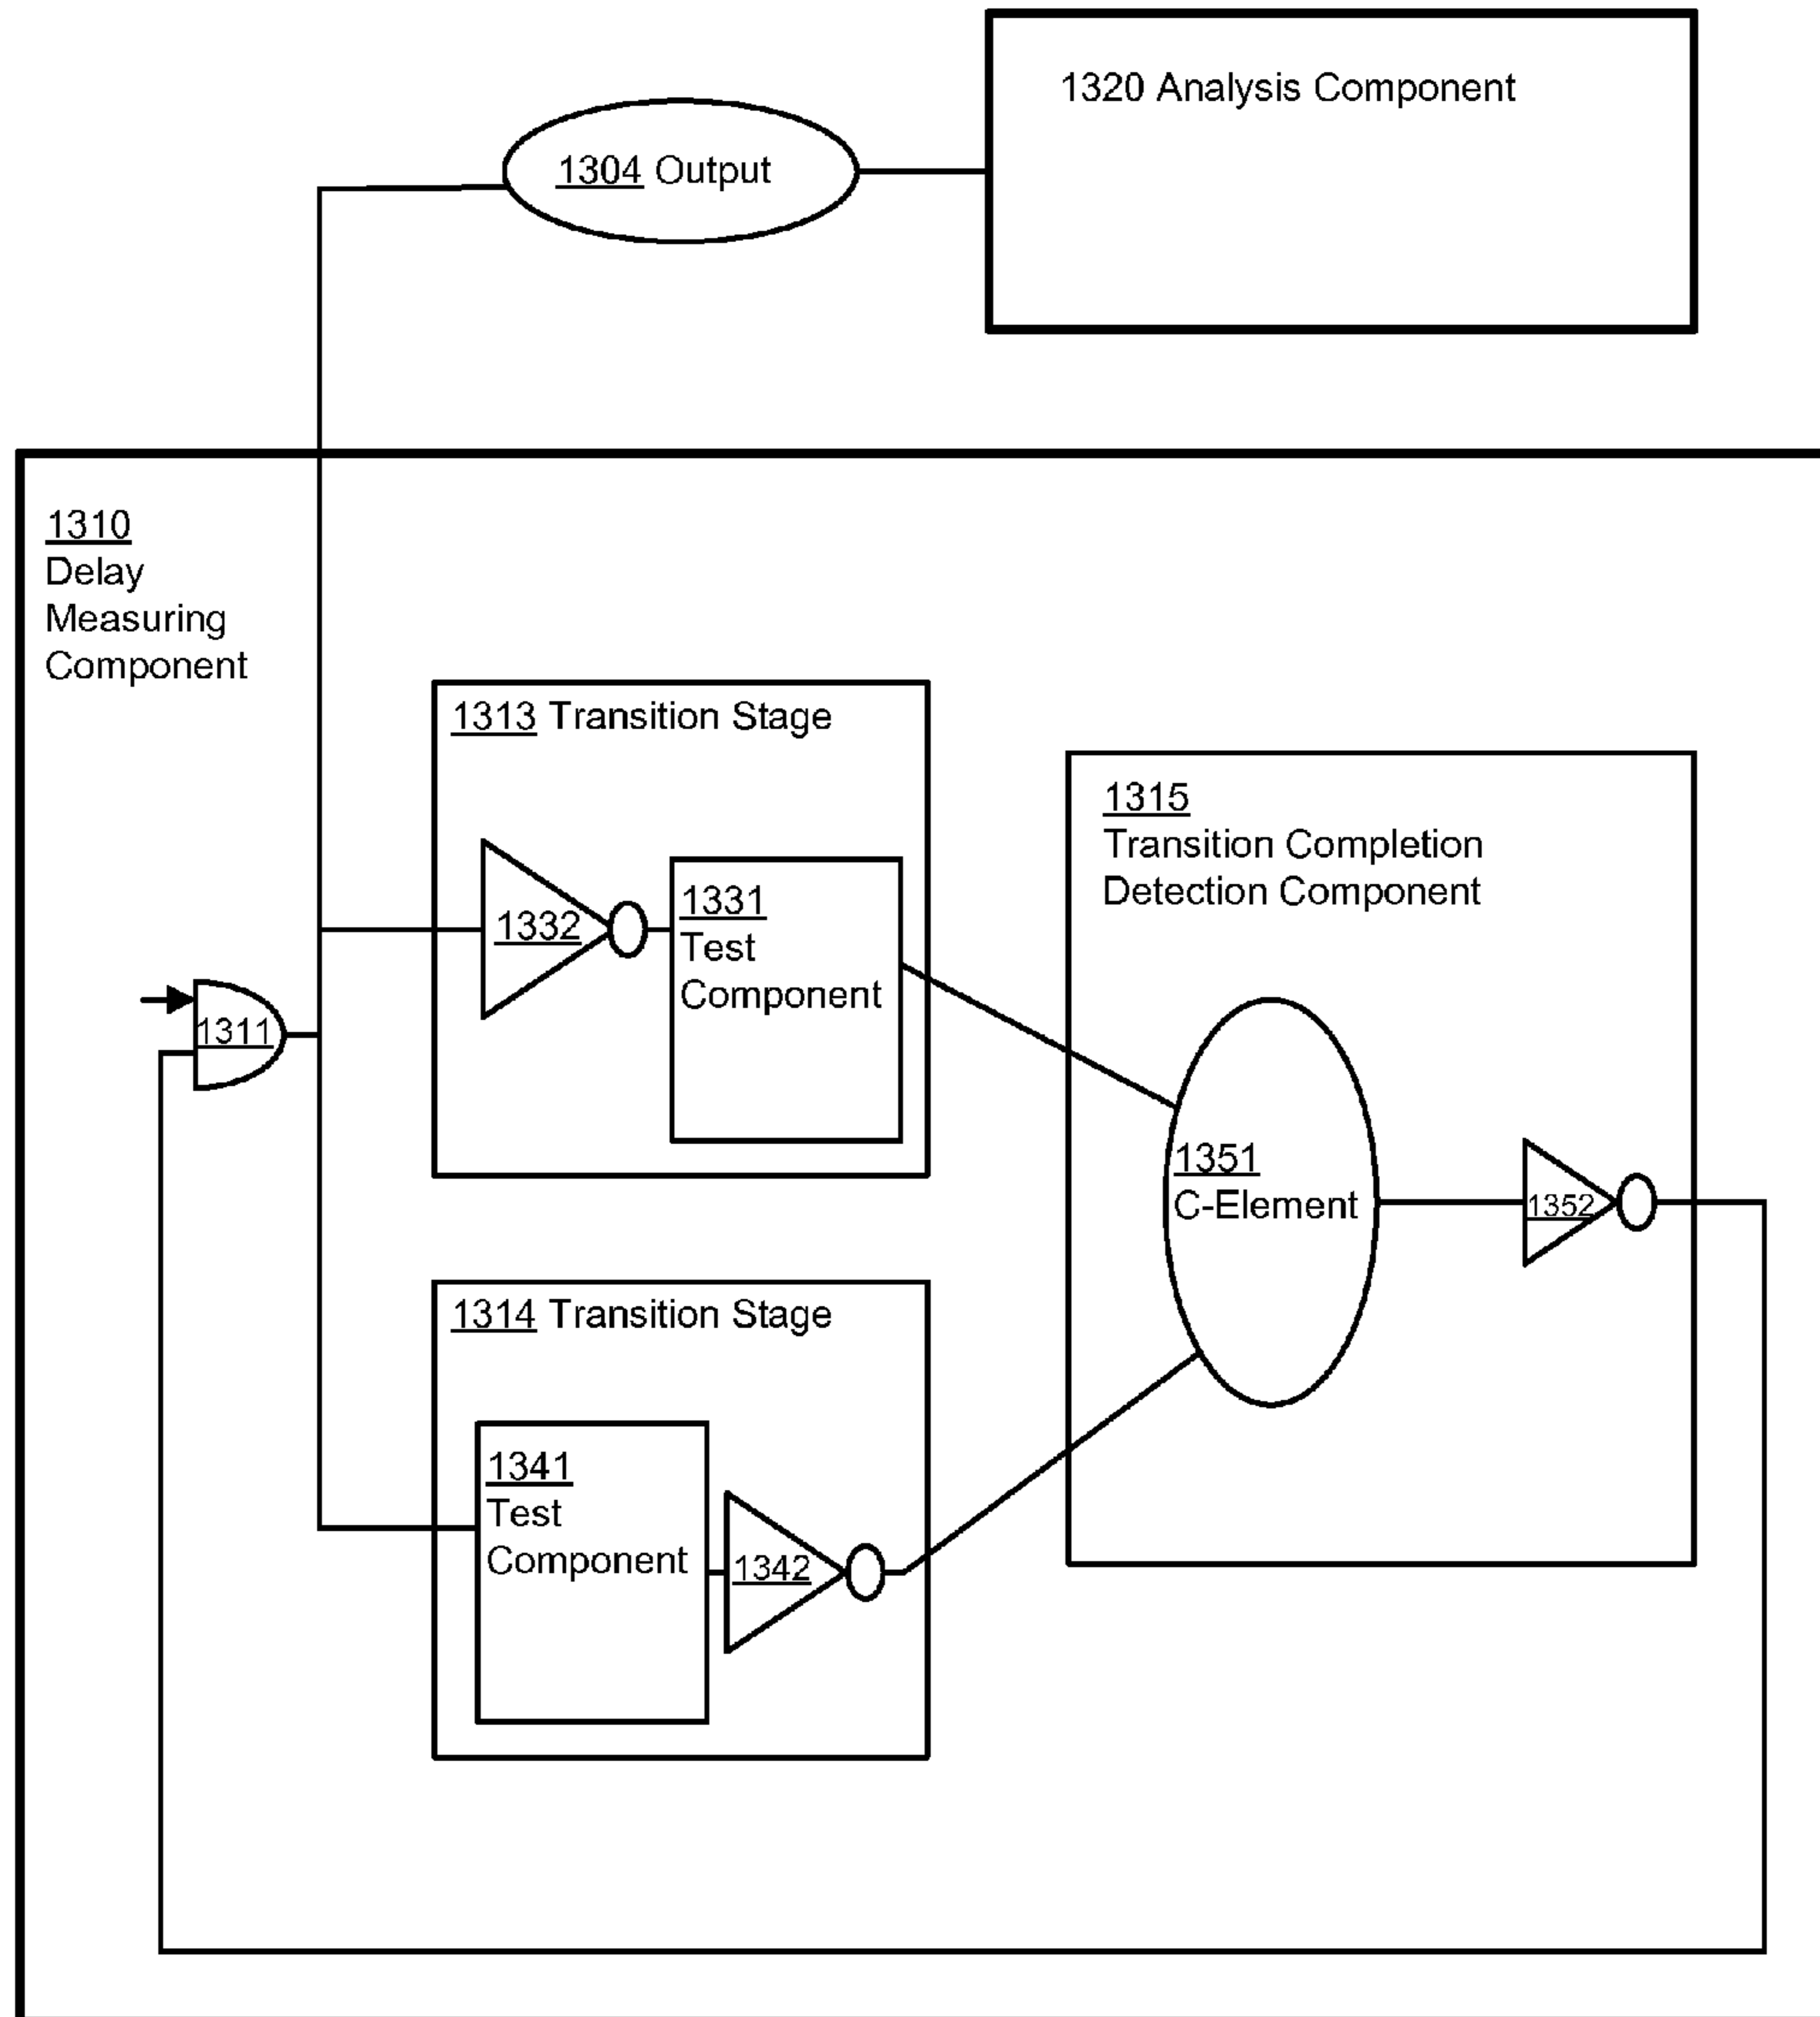 1320 Analysis Component
1304 Output
1310
Delay
Measuring
Component
1313 Transition Stage
1315
Transition Completion
Detection Component
1332
1331
Test
Component
1311
1351
C-Element
1352
1314 Transition Stage
1341
Test
Component
1342